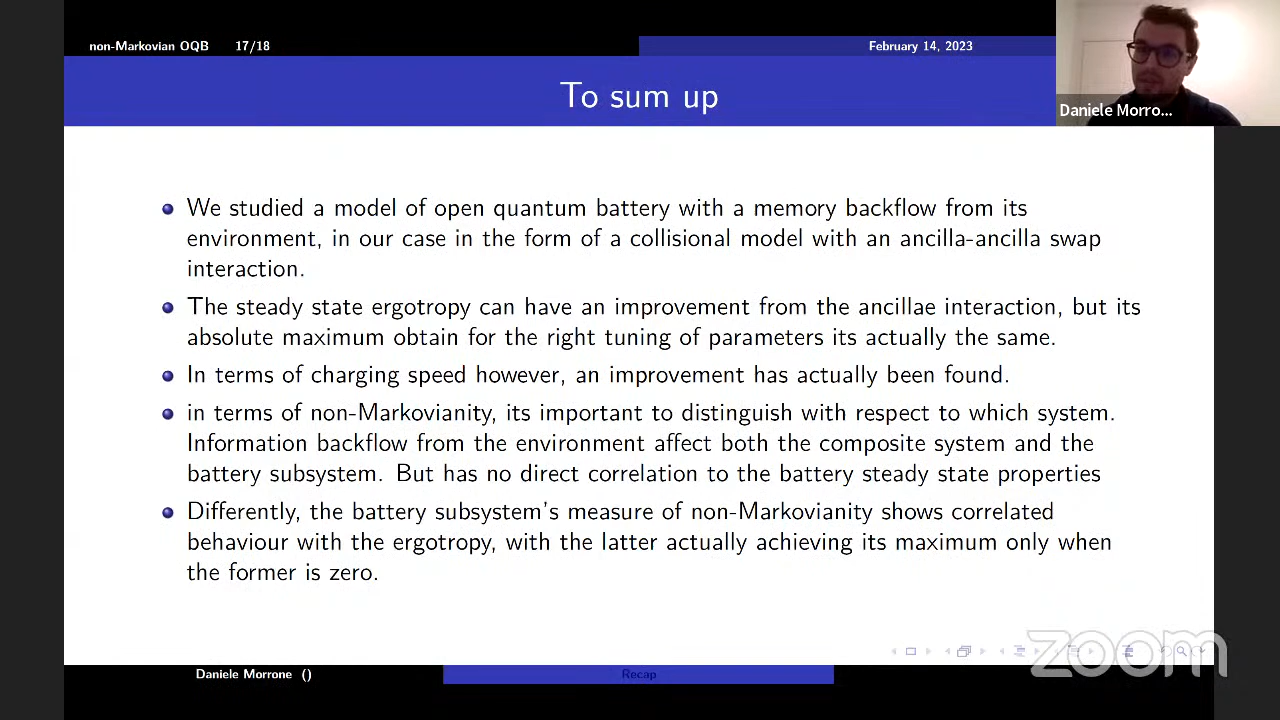 non-Markovian OQB 17/18
February 14, 2023
To sum up
Daniele Morro...
We studied a model of open quantum battery with a memory backflow from its
environment, in our case in the form of a collisional model with an ancilla-ancilla swap
interaction.
The steady state ergotropy can have an improvement from the ancillae interaction, but its
absolute maximum obtain for the right tuning of parameters its actually the same.
In terms of charging speed however, an improvement has actually been found.
in terms of non-Markovianity, its important to distinguish with respect to which system.
Information backflow from the environment affect both the composite system and the
battery subsystem. But has no direct correlation to the battery steady state properties
Differently, the battery subsystem's measure of non-Markovianity shows correlated
behaviour with the ergotropy, with the latter actually achieving its maximum only when
the former is zero.
zoom
Daniele Morrone ()
Recap